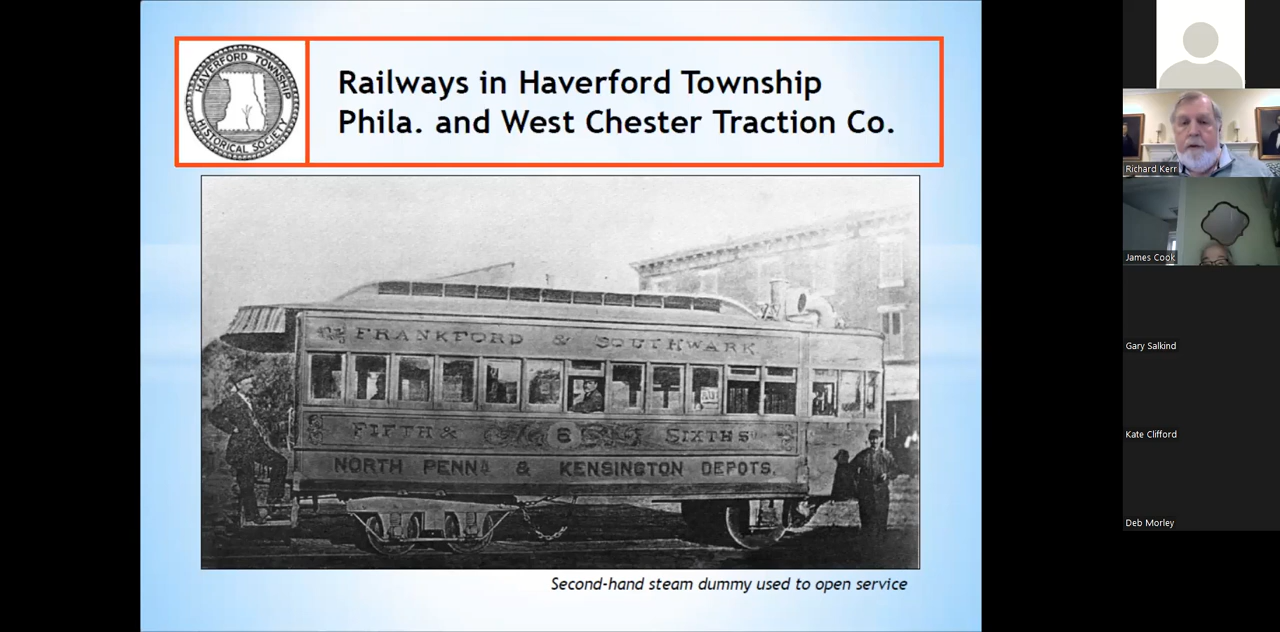 HAVERFORD TOWNSHIP
HISTORICAL SOCIETY
Railways in Haverford Township
Phila. and West Chester Traction Co.
FRANKFORD & SOUTHWARK
FIFTH & 8 SIXTH STS
NORTH PENNA & KENSINGTON DEPOTS.
Second-hand steam dummy used to open service
Richard Kerr
James Cook
Gary Salkind
Kate Clifford
Deb Morley